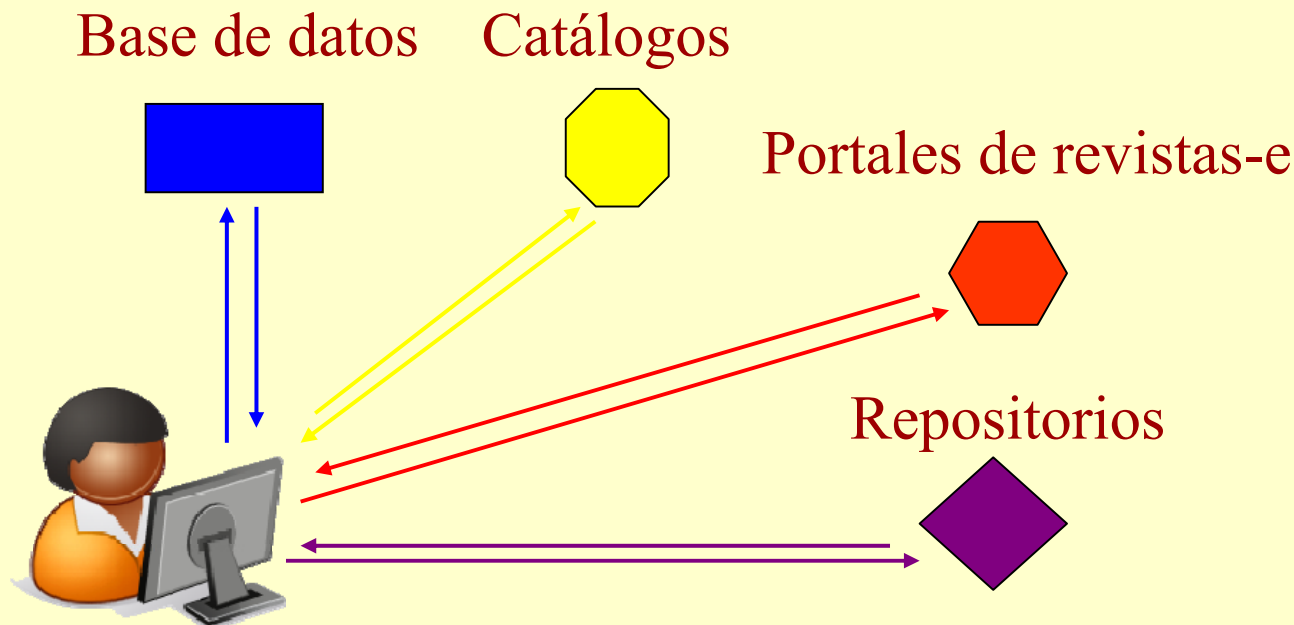 Base de datos
Catálogos
Portales de revistas-e
Repositorios